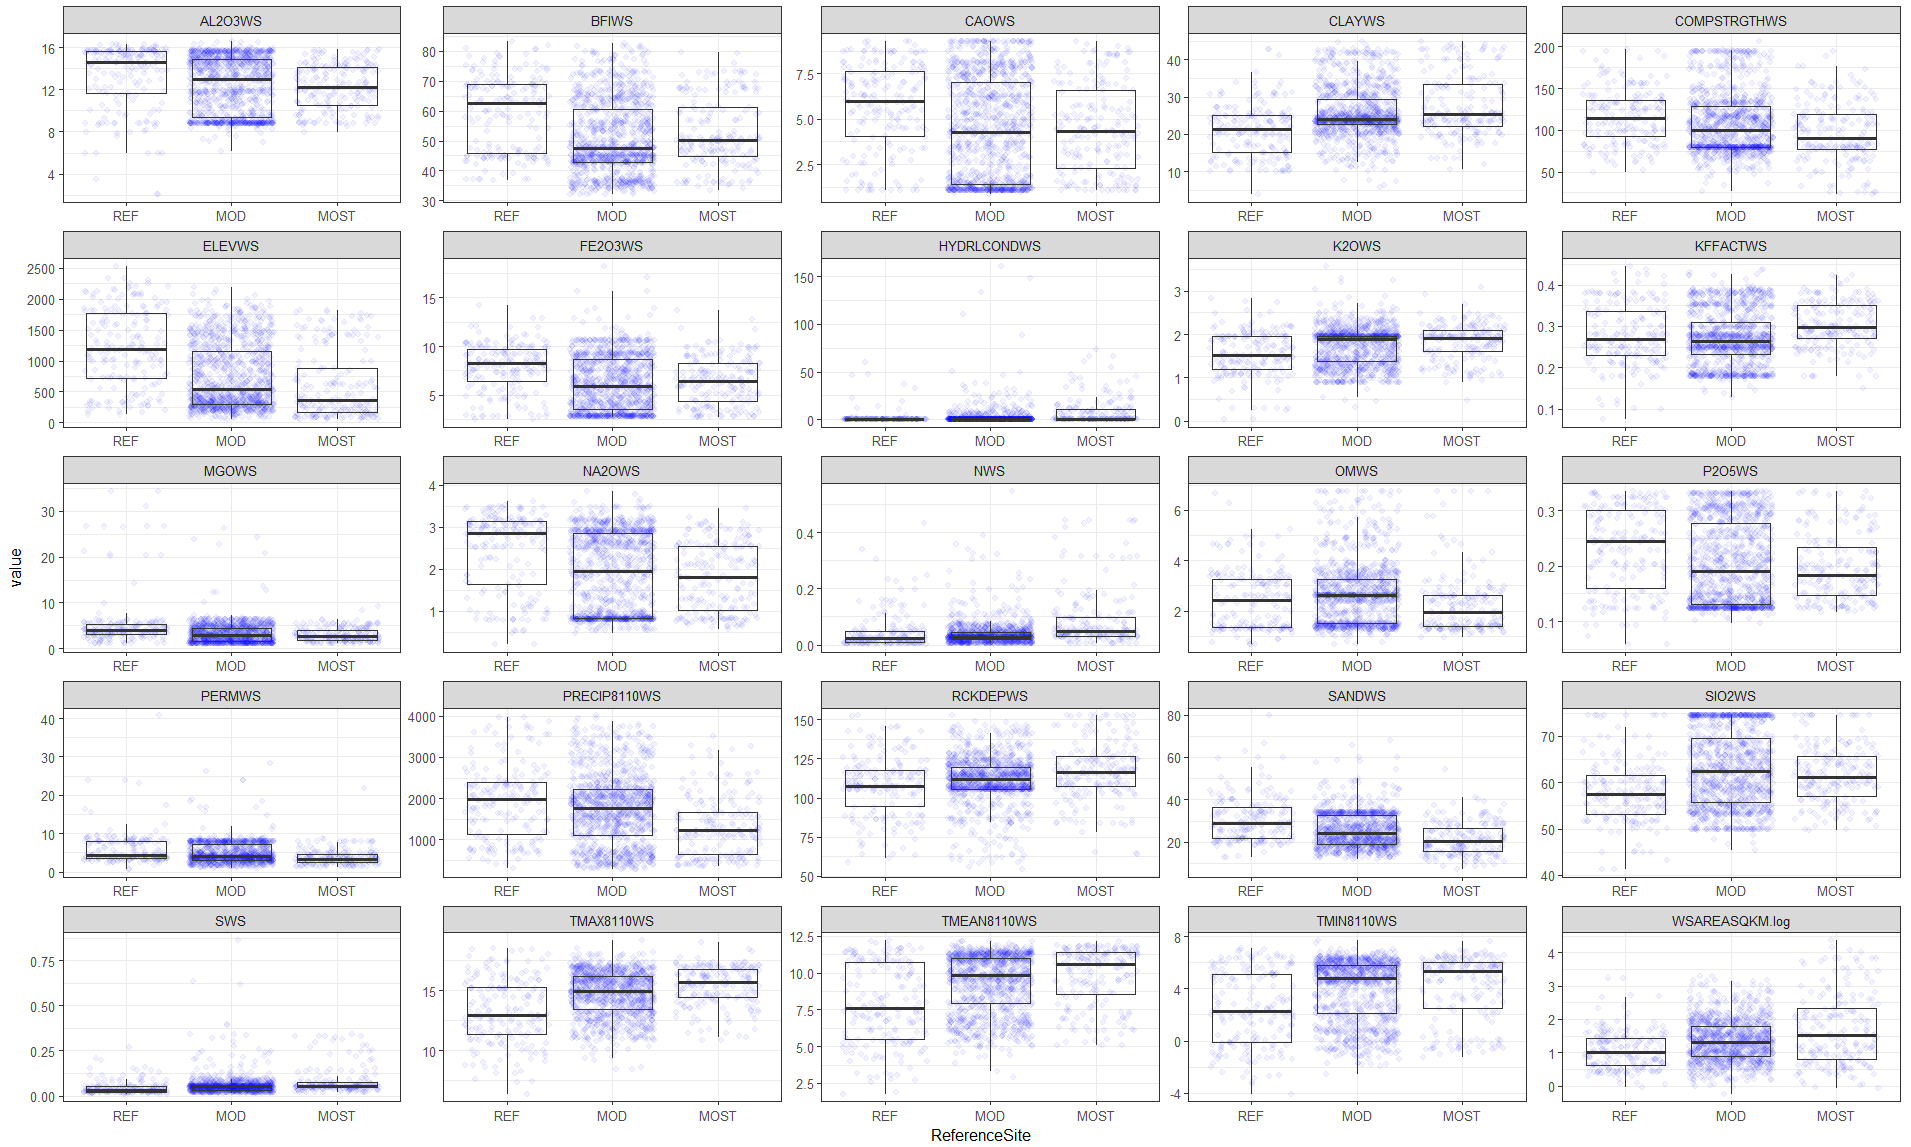 AL2O3WS BFIWS CAOWS CLAYWS COMPSTRGTHWS
16 12 8 4
80 70 60 50 40 30
7.5 5.0 2.5
40 30 20 10
200 150 100 50
REF MOD MOST REF MOD MOST REF MOD MOST REF MOD MOST REF MOD MOST
ELEVWS FE2O3WS HYDRLCONDWS K2OWS KFFACTWS
2500 2000 1500 1000 500 0
15 10 5
150 100 50 0
3 2 1 0
0.4 0.3 0.2 0.1
REF MOD MOST REF MOD MOST REF MOD MOST REF MOD MOST REF MOD MOST
MGOWS NA2OWS NWS OMWS P2O5WS
30 20 10 0
4 3 2 1
0.4 0.2 0.0
6 4 2
0.3 0.2 0.1
REF MOD MOST REF MOD MOST REF MOD MOST REF MOD MOST REF MOD MOST
value
PERMWS PRECIP8110WS RCKDEPWS SANDWS SIO2WS
40 30 20 10 0
4000 3000 2000 1000
150 125 100 75 50
80 60 40 20
70 60 50 40
REF MOD MOST REF MOD MOST REF MOD MOST REF MOD MOST REF MOD MOST
SWS TMAX8110WS TMEAN8110WS TMIN8110WS WSAREASQKM.log
0.75 0.50 0.25 0.00
15 10
12.5 10.0 7.5 5.0 2.5
8 4 0 -4
4 3 2 1 0
REF MOD MOST REF MOD MOST REF MOD MOST REF MOD MOST REF MOD MOST
ReferenceSite